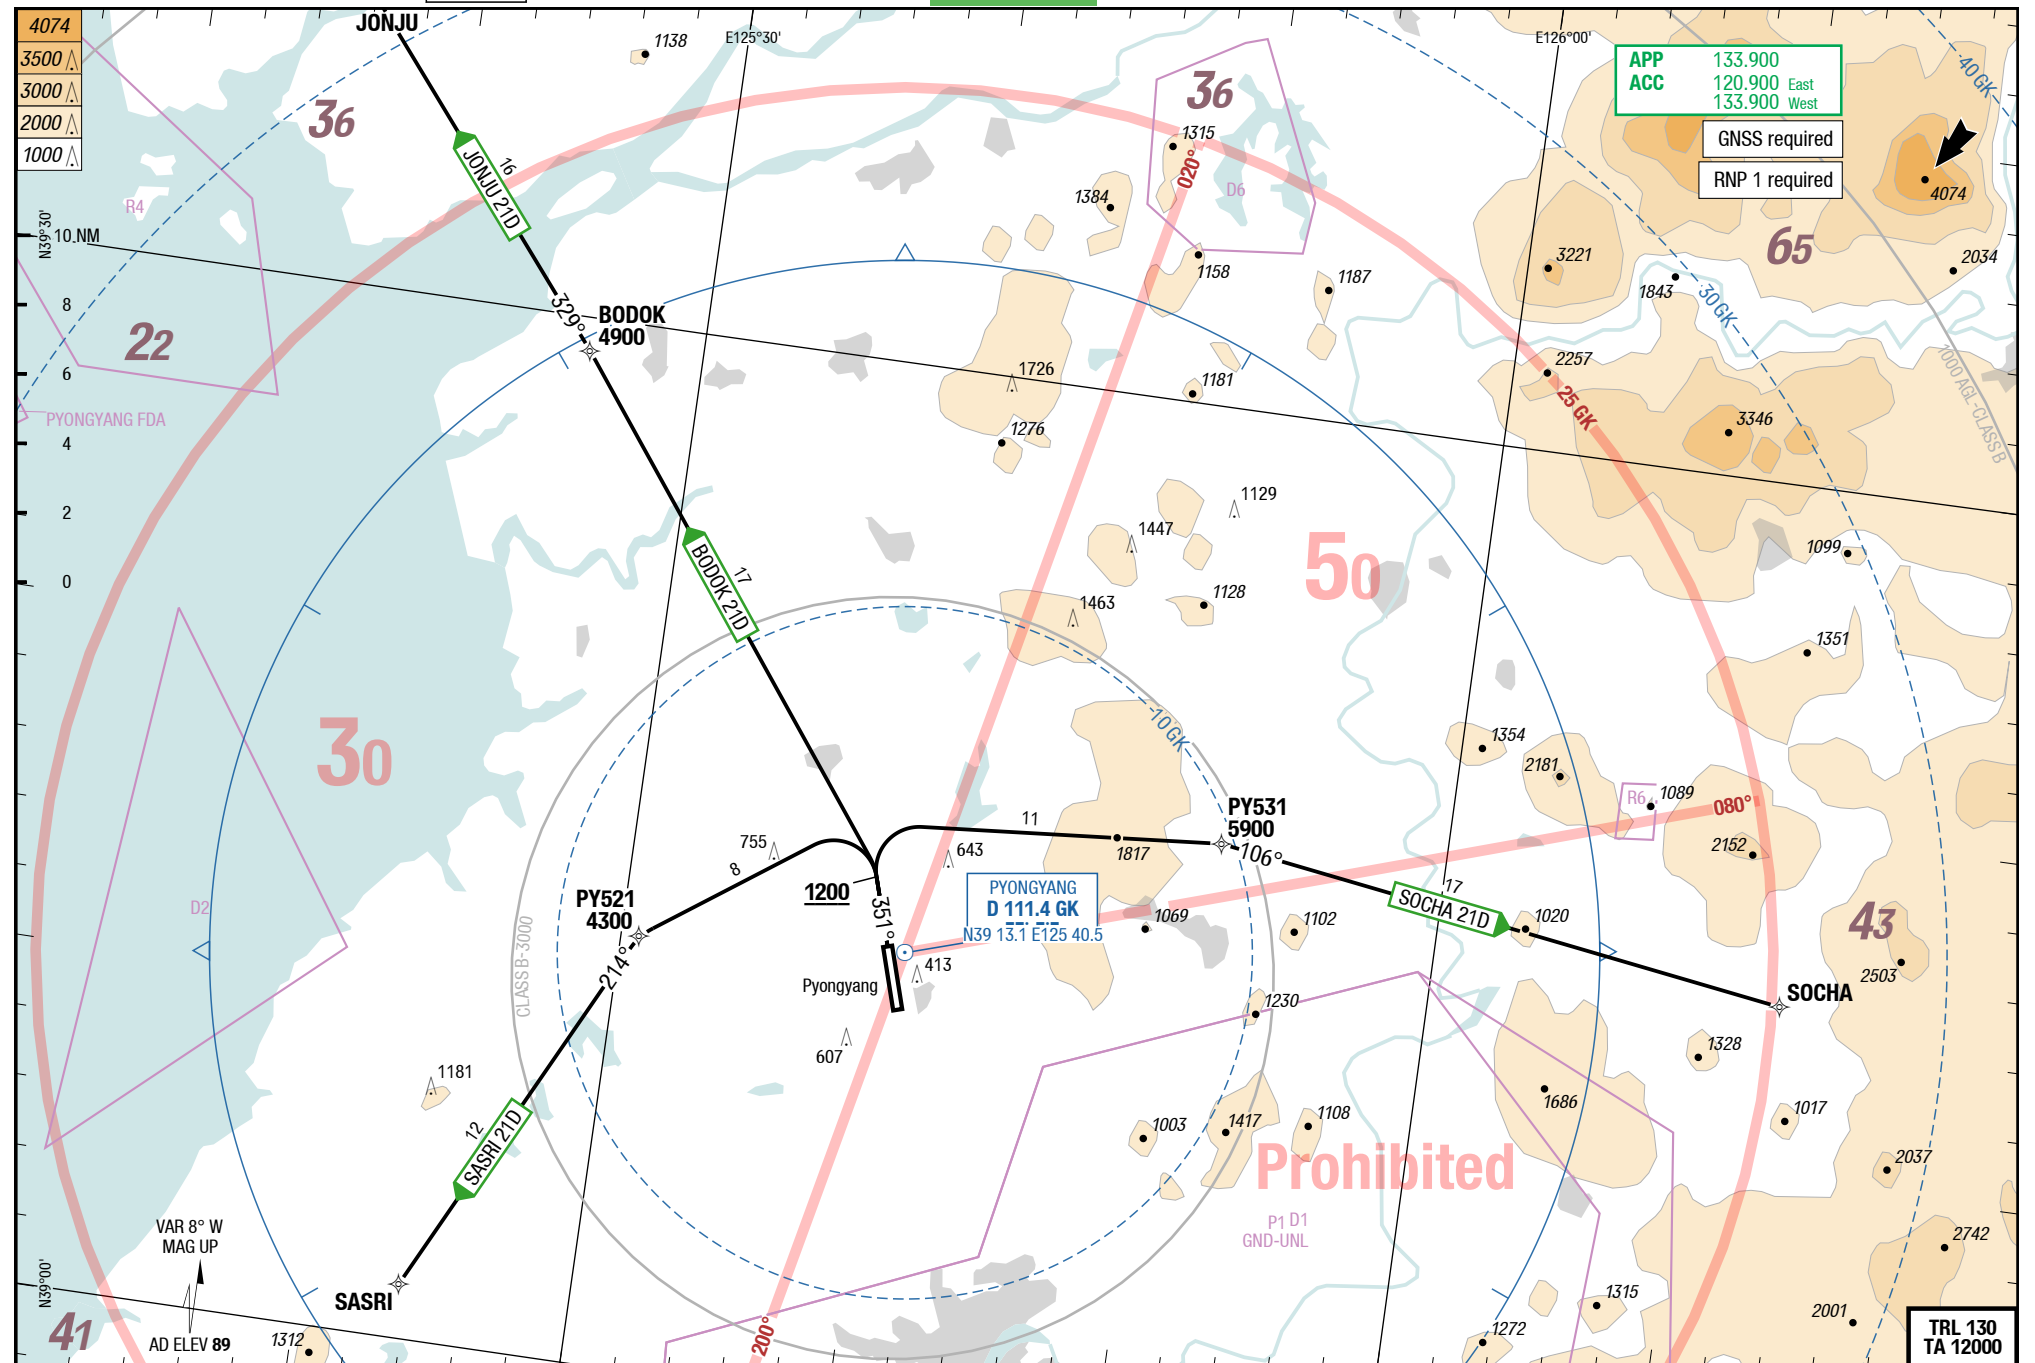 4074
3500
3000
2000
1000
JONJU
1138
E125°30'
E126°00'
40 GK
APP 133.900
ACC 120.900 East
133.900 West
GNSS required
RNP 1 required
4074
36
36
1315
020°
D6
R4
16
JONJU 21D
1384
65
2034
N39°30'
10 NM
8
6
4
2
0
1158
1187
3221
1843
30 GK
329°
BODOK
4900
22
1726
1181
2257
25 GK
1000 AGL-CLASS B
PYONGYANG FDA
1276
3346
1129
1447
1099
50
17
BODOK 21D
1463
1128
1351
30
10 GK
1354
2181
R6
1089
080°
PY531
5900
11
106°
1817
2152
755
8
643
1200
351°
PY521
4300
214°
PYONGYANG
D 111.4 GK
N39 13.1 E125 40.5
1069
1102
17
SOCHA 21D
1020
43
2503
D2
CLASS B-3000
413
Pyongyang
607
1230
SOCHA
1328
1181
12
SASRI 21D
1003
1417
1108
1686
1017
Prohibited
2037
P1 D1
GND-UNL
VAR 8° W
MAG UP
2742
N39°00'
SASRI
41
AD ELEV 89
1312
200°
1315
1272
2001
TRL 130
TA 12000